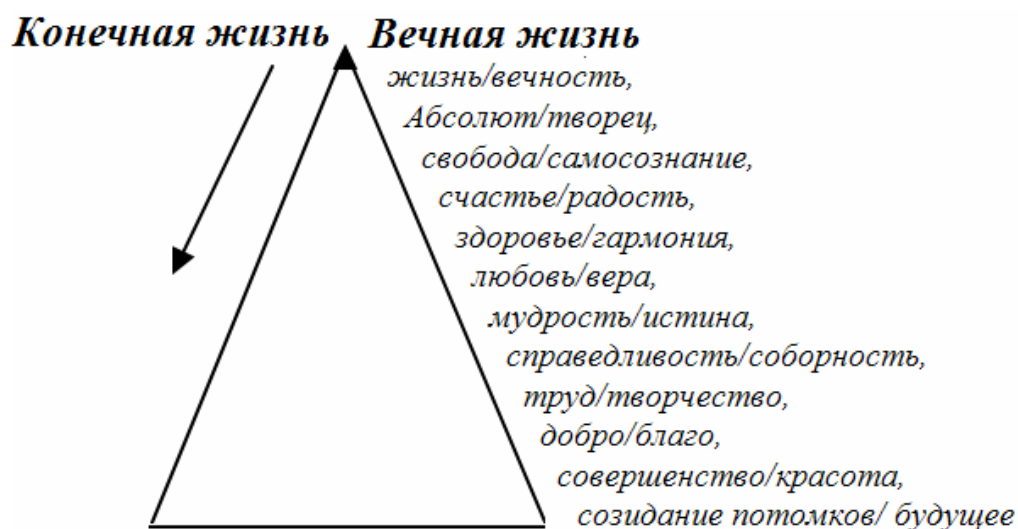 Конечная жизнь Вечная жизнь
жизнь/вечность,
Абсолют/творец,
свобода/самосознание,
счастье/радость,
здоровье/гармония,
любовь/вера,
мудрость/истина,
справедливость/соборность,
труд/творчество,
добро/благо,
совершенство/красота,
созидание потомков/ будущее